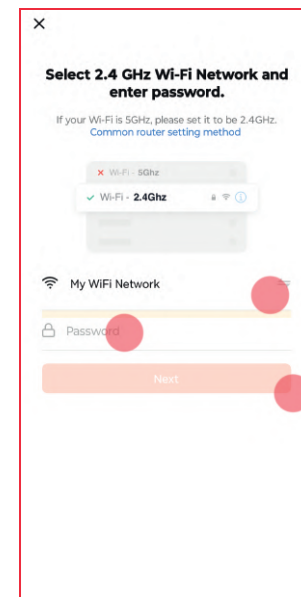 Select 2.4 GHz Wi-Fi Network and
enter password.
If your Wi-Fi is 5GHz, please set it to be 2.4GHz.
Common router setting method
Wi-Fi - 5Ghz
Wi-Fi - 2.4Ghz
My WiFi Network
Password
Next